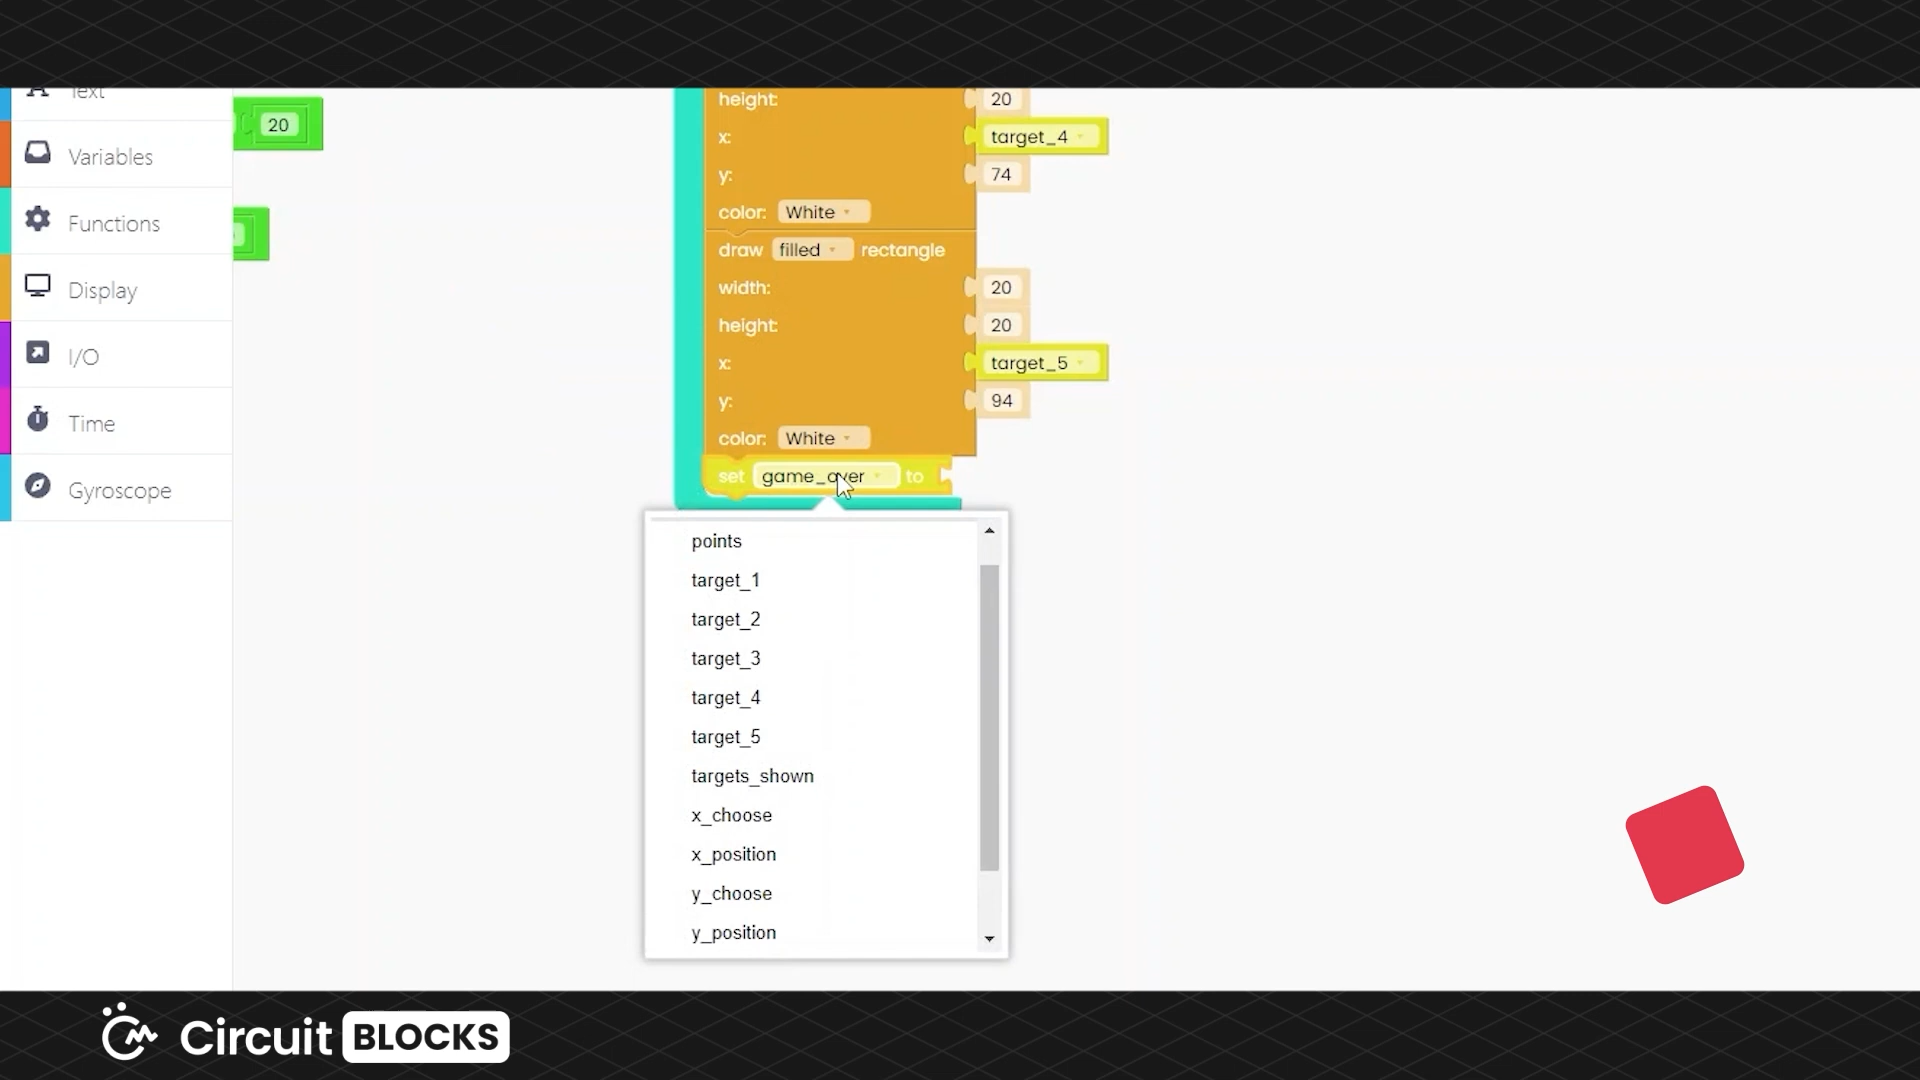 Text
Variables
Functions
Display
I/O
Time
Gyroscope
20
height: 20
x: target_4
y: 74
color: White
draw filled rectangle
width: 20
height: 20
x: target_5
y: 94
color: White
set game_over to
points
target_1
target_2
target_3
target_4
target_5
targets_shown
x_choose
x_position
y_choose
y_position
Circuit BLOCKS